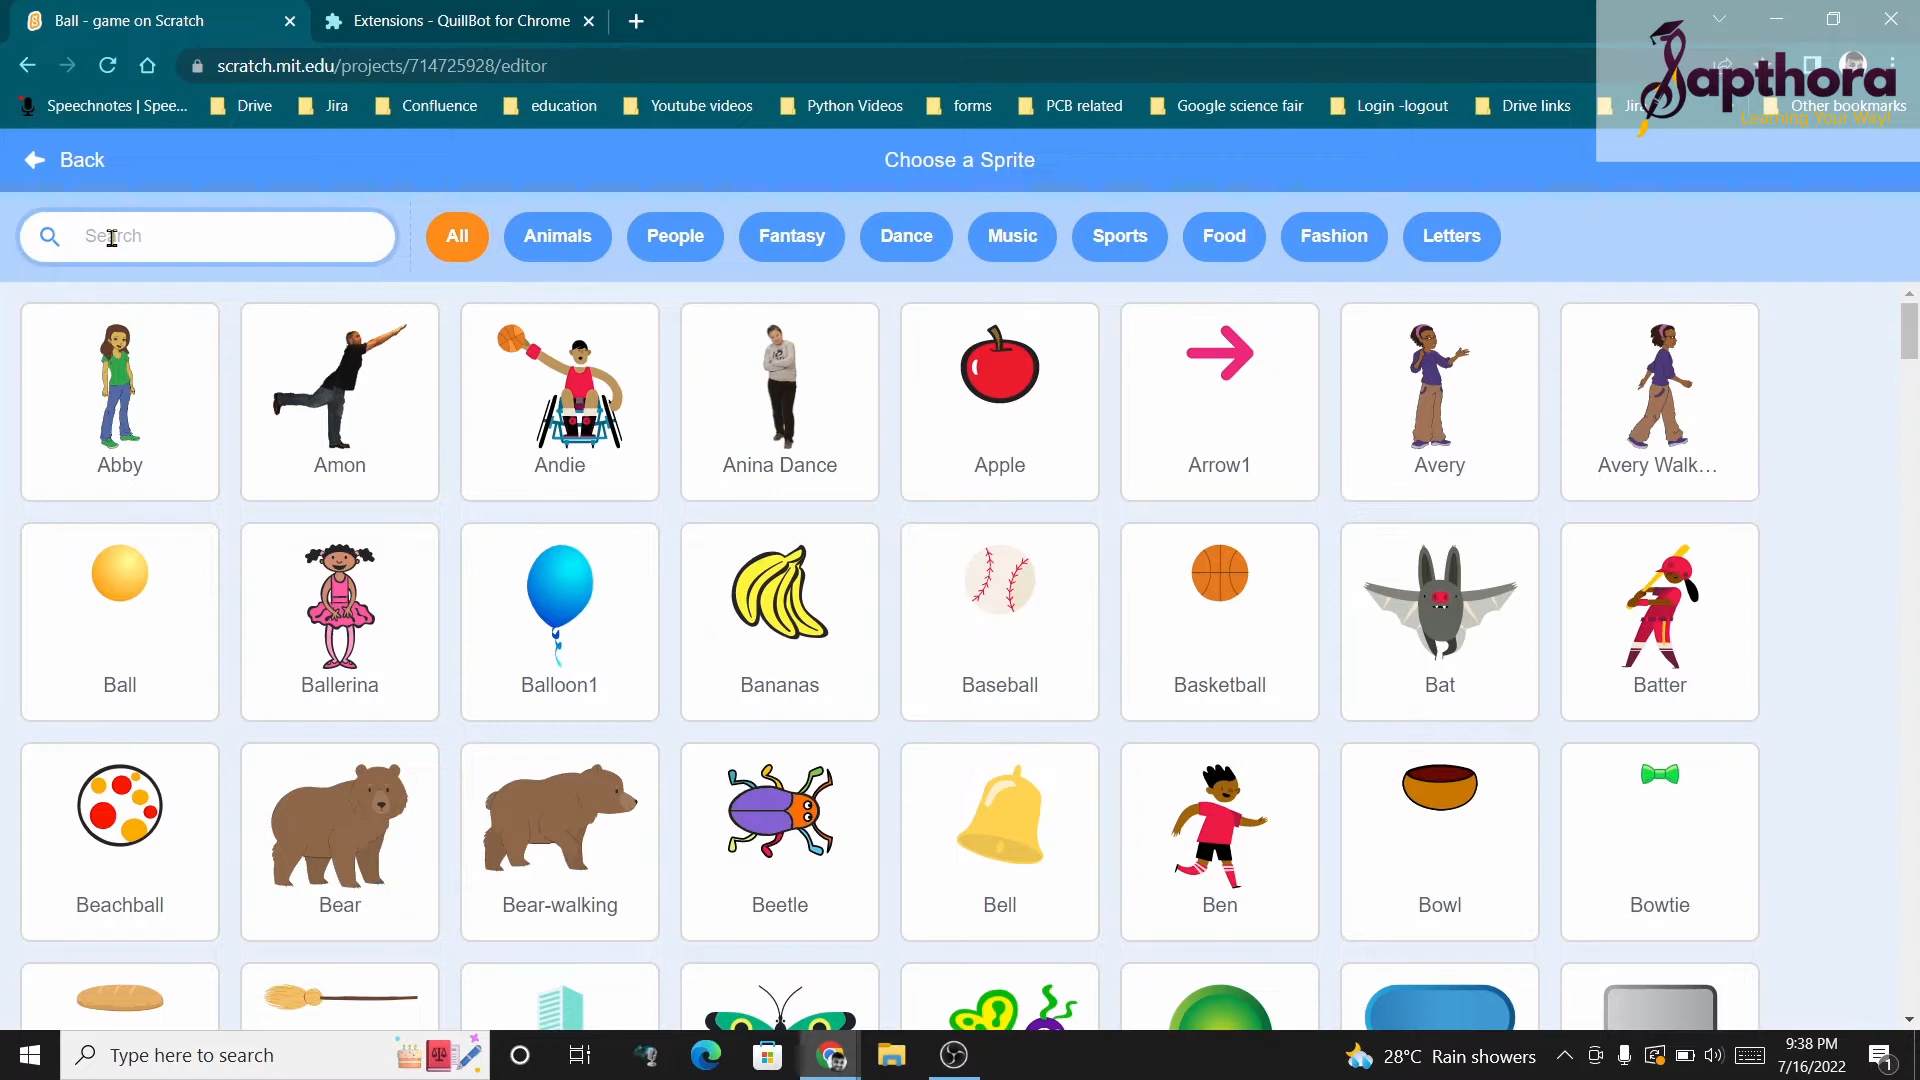 Ball - game on Scratch
Extensions - QuillBot for Chrome
scratch.mit.edu/projects/714725928/editor
Sapthora
Learning Your Way!
Speechnotes | Spee...
Drive
Jira
Confluence
education
Youtube videos
Python Videos
forms
PCB related
Google science fair
Login -logout
Drive links
Other bookmarks
Back
Choose a Sprite
Search
All
Animals
People
Fantasy
Dance
Music
Sports
Food
Fashion
Letters
Abby
Amon
Andie
Anina Dance
Apple
Arrow1
Avery
Avery Walk...
Ball
Ballerina
Balloon1
Bananas
Baseball
Basketball
Bat
Batter
Beachball
Bear
Bear-walking
Beetle
Bell
Ben
Bowl
Bowtie
Type here to search
28°C Rain showers
9:38 PM
7/16/2022
1